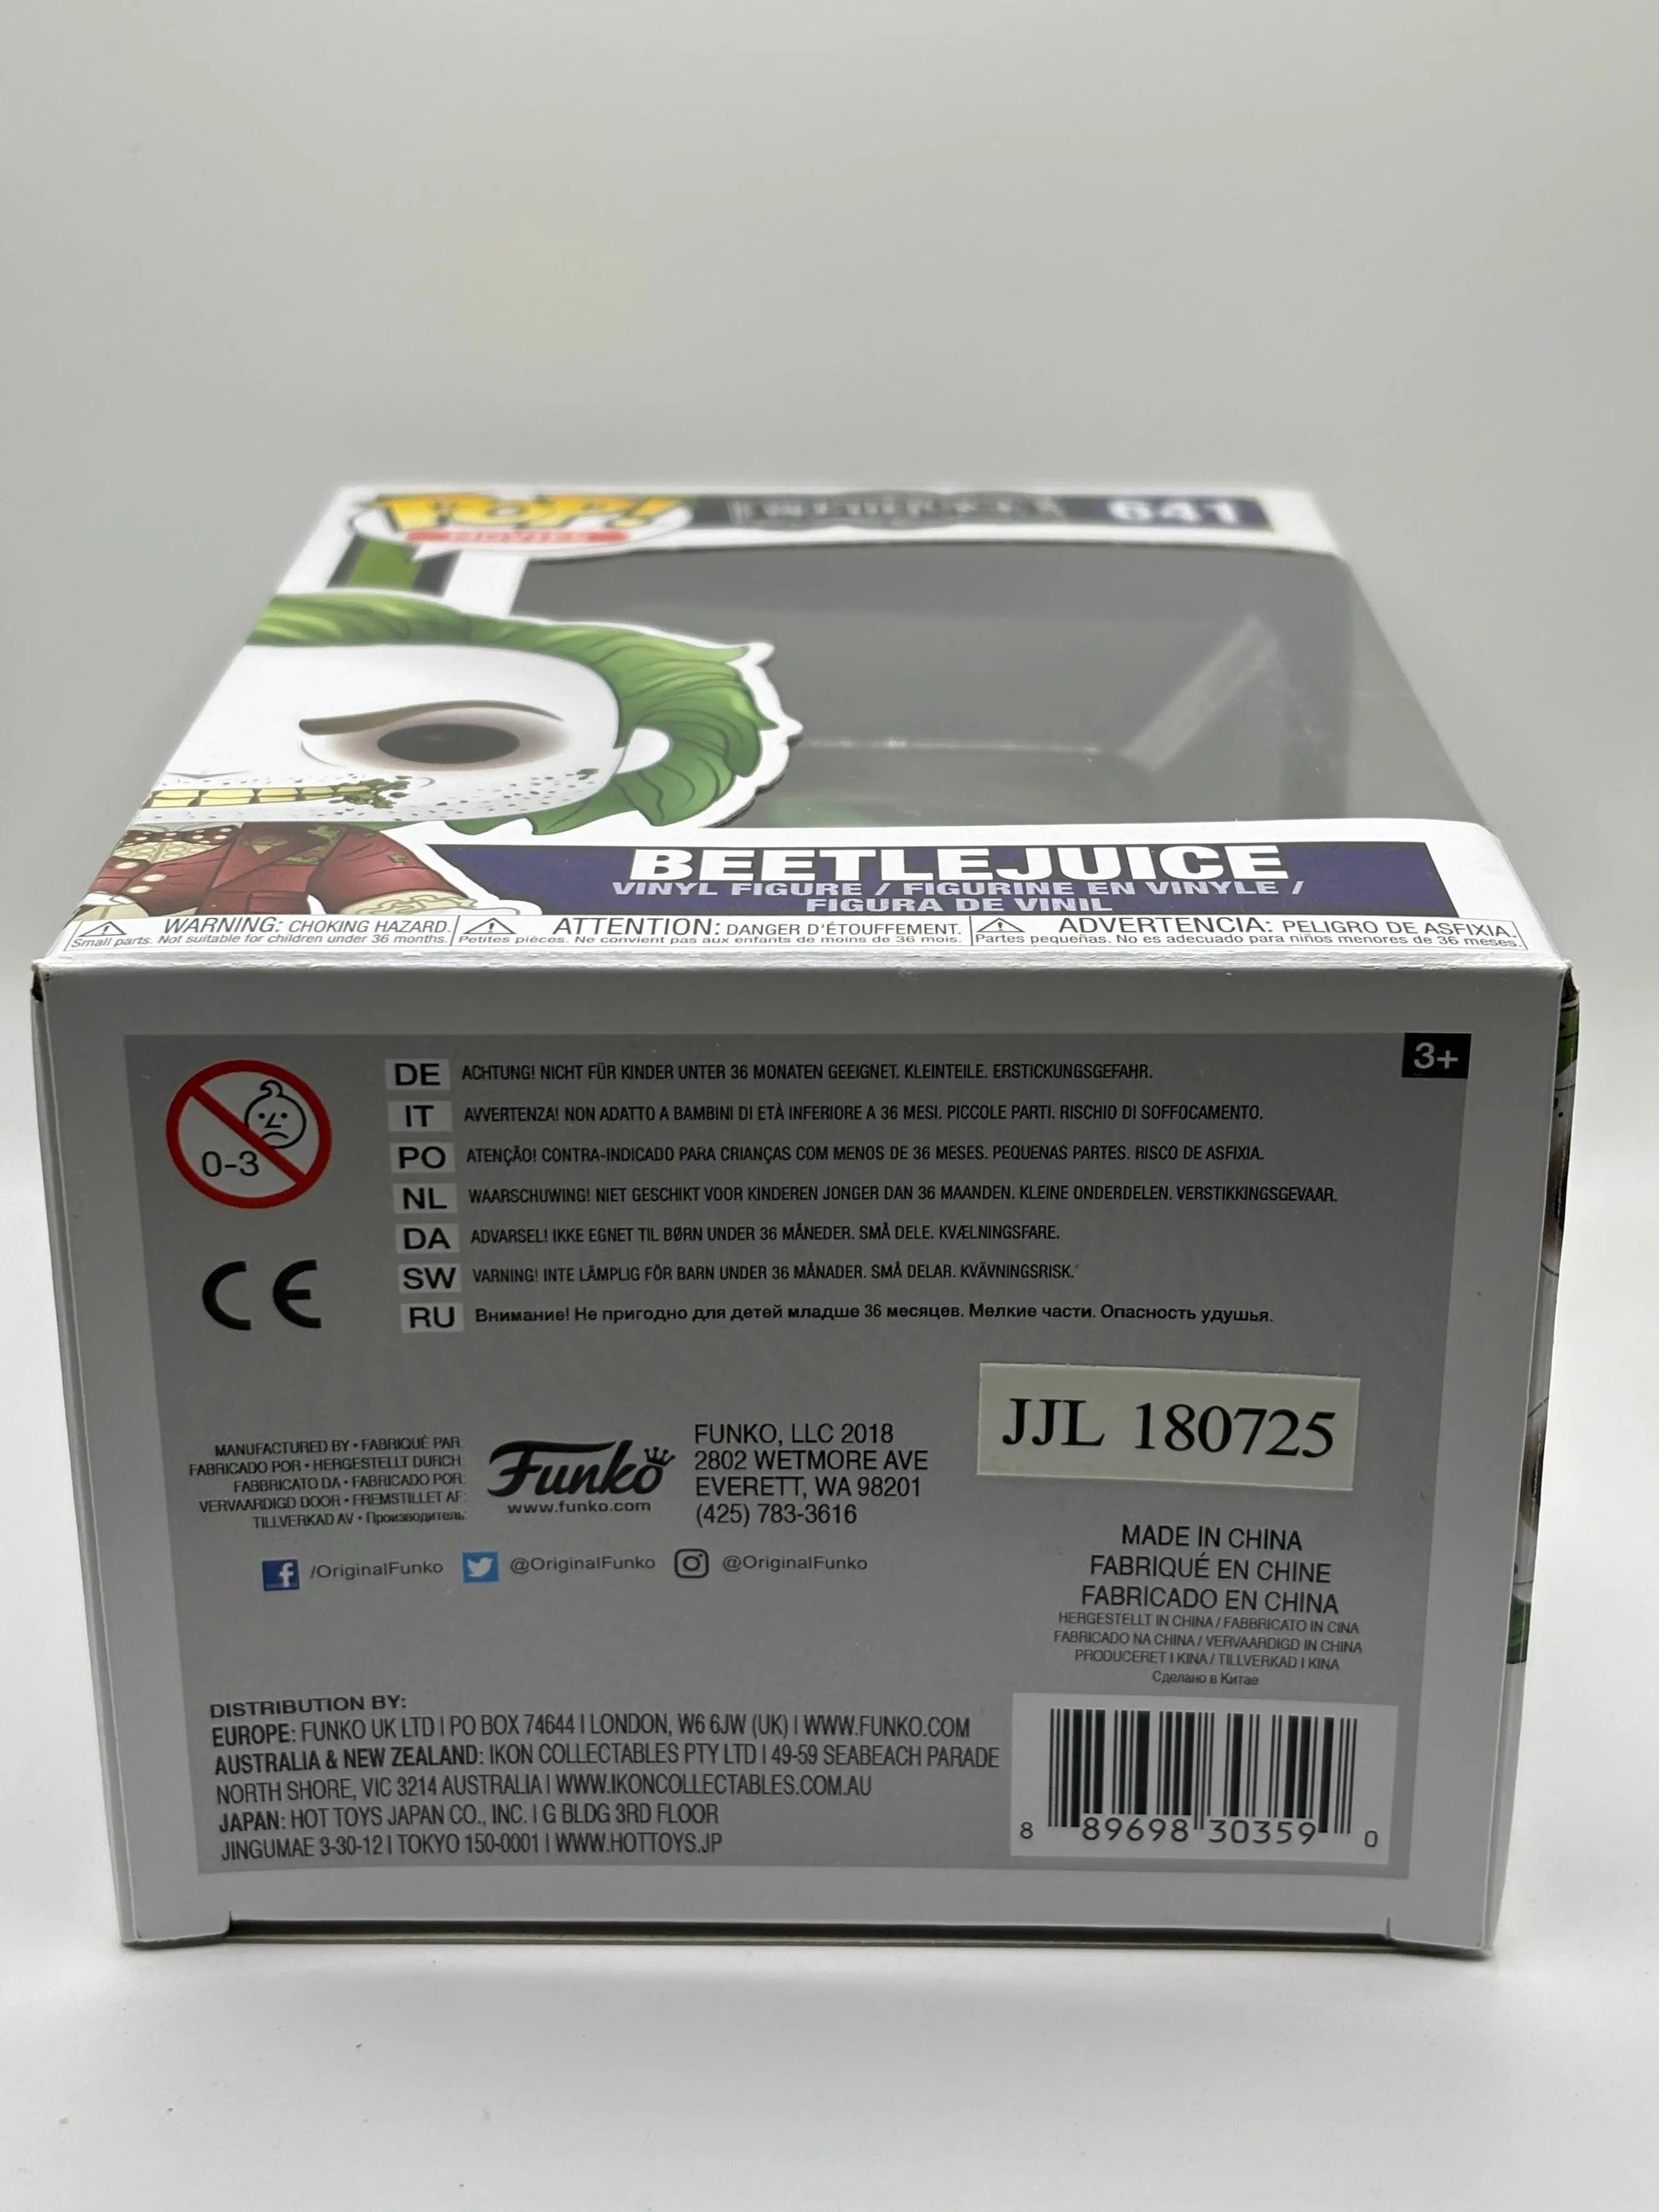 POP!
MOVIES
BEETLEJUICE
641
BEETLEJUICE
VINYL FIGURE / FIGURINE EN VINYLE /
FIGURA DE VINIL
WARNING: CHOKING HAZARD.
Small parts. Not suitable for children under 36 months.
ATTENTION: DANGER D'ÉTOUFFEMENT.
Petites pièces. Ne convient pas aux enfants de moins de 36 mois.
ADVERTENCIA: PELIGRO DE ASFIXIA.
Partes pequeñas. No es adecuado para niños menores de 36 meses.
3+
0-3
DE ACHTUNG! NICHT FÜR KINDER UNTER 36 MONATEN GEEIGNET. KLEINTEILE. ERSTICKUNGSGEFAHR.
IT AVVERTENZA! NON ADATTO A BAMBINI DI ETÀ INFERIORE A 36 MESI. PICCOLE PARTI. RISCHIO DI SOFFOCAMENTO.
PO ATENÇÃO! CONTRA-INDICADO PARA CRIANÇAS COM MENOS DE 36 MESES. PEQUENAS PARTES. RISCO DE ASFIXIA.
NL WAARSCHUWING! NIET GESCHIKT VOOR KINDEREN JONGER DAN 36 MAANDEN. KLEINE ONDERDELEN. VERSTIKKINGSGEVAAR.
DA ADVARSEL! IKKE EGNET TIL BØRN UNDER 36 MÅNEDER. SMÅ DELE. KVÆLNINGSFARE.
SW VARNING! INTE LÄMPLIG FÖR BARN UNDER 36 MÅNADER. SMÅ DELAR. KVÄVNINGSRISK.
RU Внимание! Не пригодно для детей младше 36 месяцев. Мелкие части. Опасность удушья.
CE
MANUFACTURED BY • FABRIQUÉ PAR
FABRICADO POR • HERGESTELLT DURCH
FABBRICATO DA • FABRICADO POR:
VERVAARDIGD DOOR • FREMSTILLET AF:
TILLVERKAD AV • Производитель:
Funko
www.funko.com
FUNKO, LLC 2018
2802 WETMORE AVE
EVERETT, WA 98201
(425) 783-3616
/OriginalFunko @OriginalFunko @OriginalFunko
JJL 180725
MADE IN CHINA
FABRIQUÉ EN CHINE
FABRICADO EN CHINA
HERGESTELLT IN CHINA / FABBRICATO IN CINA
FABRICADO NA CHINA / VERVAARDIGD IN CHINA
PRODUCERET I KINA / TILLVERKAD I KINA
Сделано в Китае
DISTRIBUTION BY:
EUROPE: FUNKO UK LTD | PO BOX 74644 | LONDON, W6 6JW (UK) | WWW.FUNKO.COM
AUSTRALIA & NEW ZEALAND: IKON COLLECTABLES PTY LTD | 49-59 SEABEACH PARADE
NORTH SHORE, VIC 3214 AUSTRALIA | WWW.IKONCOLLECTABLES.COM.AU
JAPAN: HOT TOYS JAPAN CO., INC. | G BLDG 3RD FLOOR
JINGUMAE 3-30-12 | TOKYO 150-0001 | WWW.HOTTOYS.JP
8 89698 30359 0